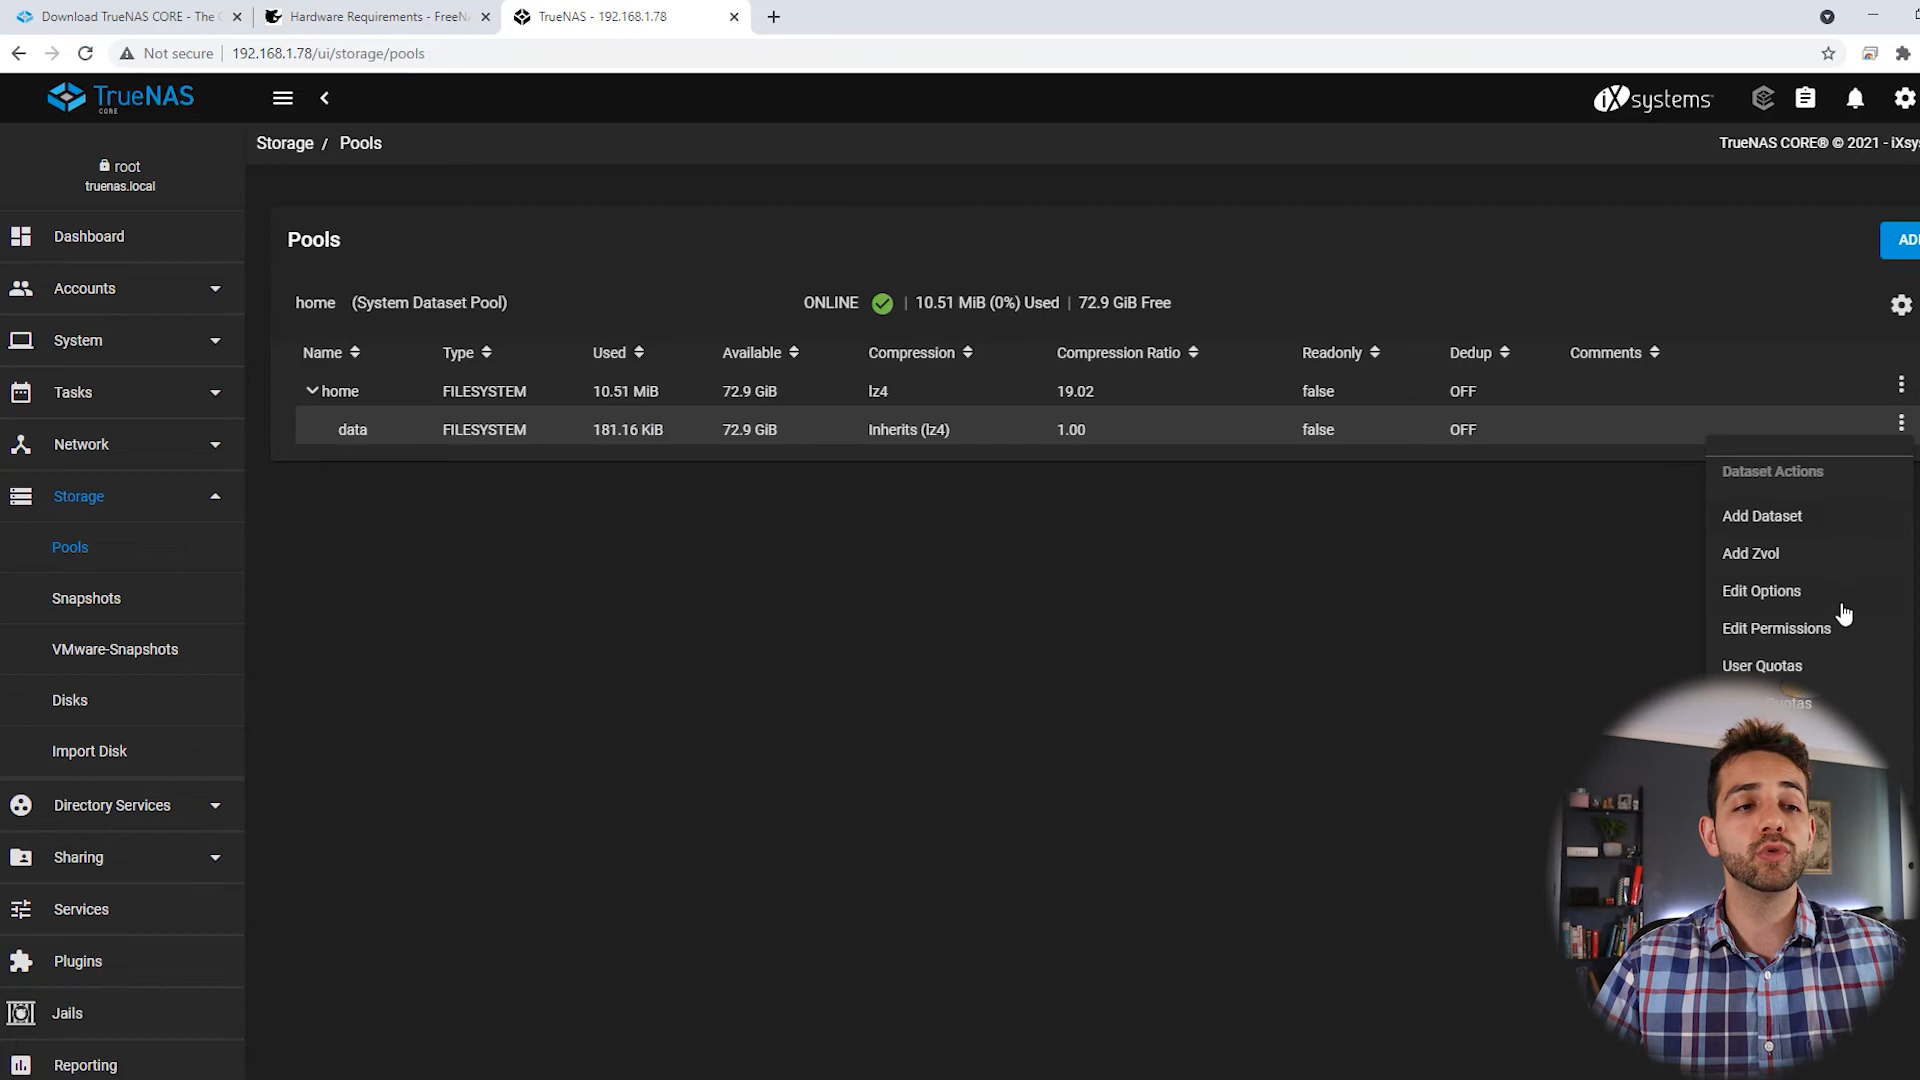 Download TrueNAS CORE - The C
Hardware Requirements - FreeN
TrueNAS - 192.168.1.78
Not secure
192.168.1.78/ui/storage/pools
TrueNAS
CORE
iXsystems
root
truenas.local
Storage / Pools
TrueNAS CORE® © 2021 - iXsy
Dashboard
Accounts
System
Tasks
Network
Storage
Pools
Snapshots
VMware-Snapshots
Disks
Import Disk
Directory Services
Sharing
Services
Plugins
Jails
Reporting
Pools
AD
home (System Dataset Pool)
ONLINE | 10.51 MiB (0%) Used | 72.9 GiB Free
Name Type Used Available Compression Compression Ratio Readonly Dedup Comments
home FILESYSTEM 10.51 MiB 72.9 GiB lz4 19.02 false OFF
data FILESYSTEM 181.16 KiB 72.9 GiB Inherits (lz4) 1.00 false OFF
Dataset Actions
Add Dataset
Add Zvol
Edit Options
Edit Permissions
User Quotas
Quotas